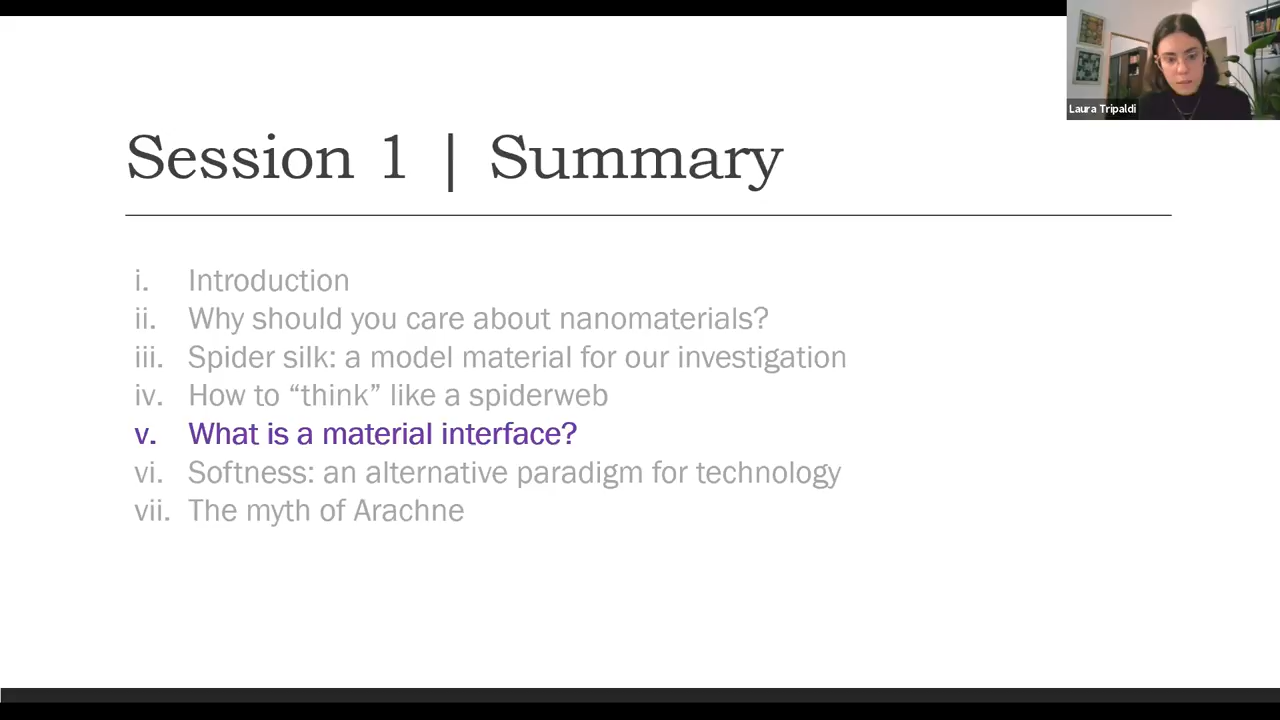 Laura Tripaldi
Session 1 | Summary
i. Introduction
ii. Why should you care about nanomaterials?
iii. Spider silk: a model material for our investigation
iv. How to “think” like a spiderweb
v. What is a material interface?
vi. Softness: an alternative paradigm for technology
vii. The myth of Arachne